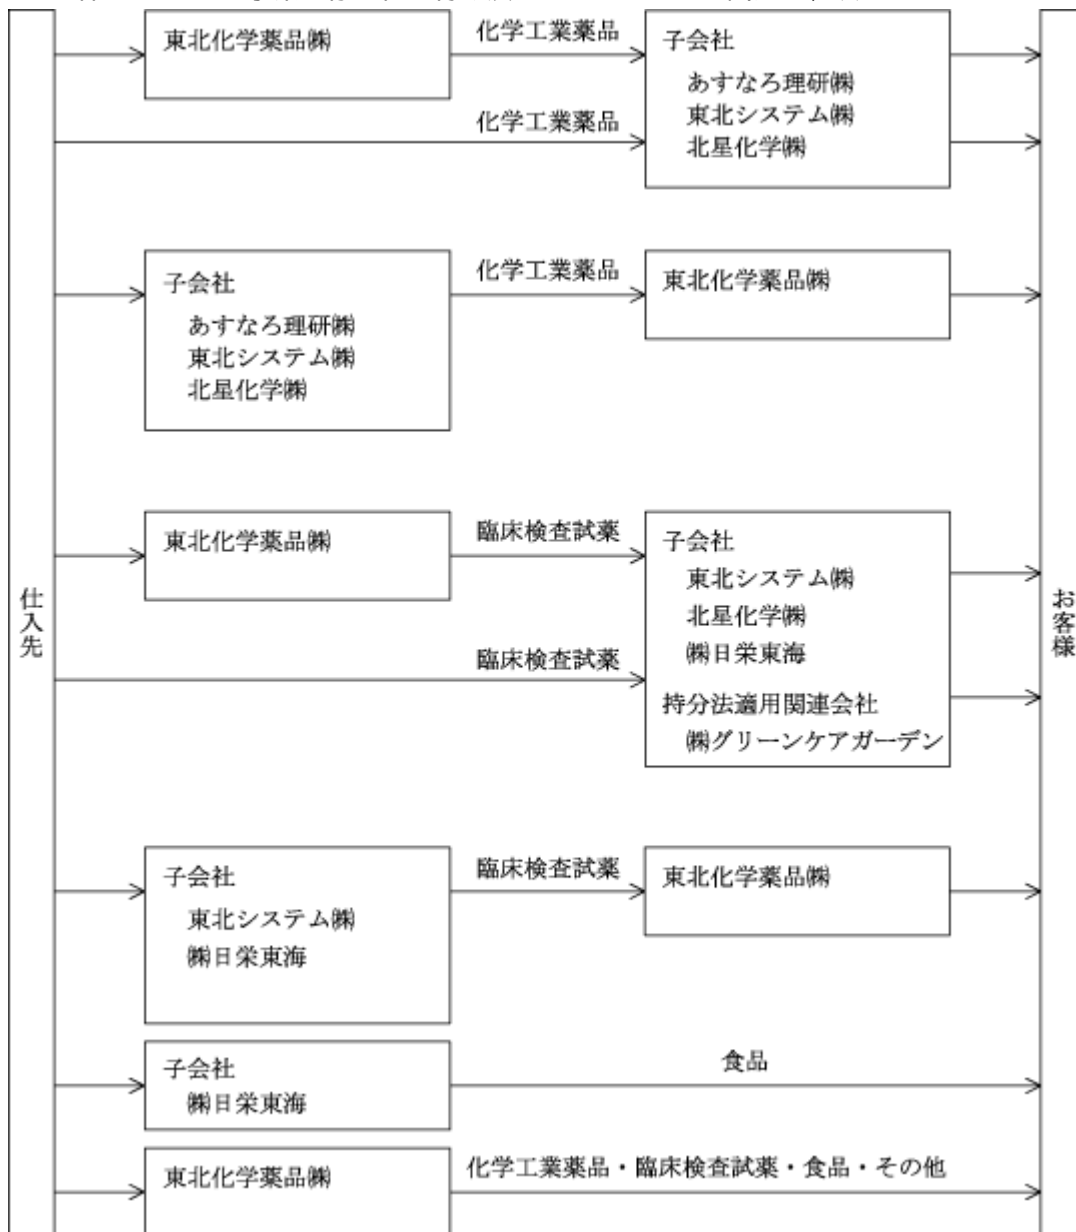 東北化学薬品㈱
化学工業薬品
子会社
あすなろ理研㈱
東北システム㈱
北星化学㈱
化学工業薬品
子会社
あすなろ理研㈱
東北システム㈱
北星化学㈱
化学工業薬品
東北化学薬品㈱
東北化学薬品㈱
臨床検査試薬
子会社
東北システム㈱
北星化学㈱
㈱日栄東海
持分法適用関連会社
㈱グリーンケアガーデン
臨床検査試薬
仕入先
お客様
子会社
東北システム㈱
㈱日栄東海
臨床検査試薬
東北化学薬品㈱
子会社
㈱日栄東海
食品
東北化学薬品㈱
化学工業薬品・臨床検査試薬・食品・その他